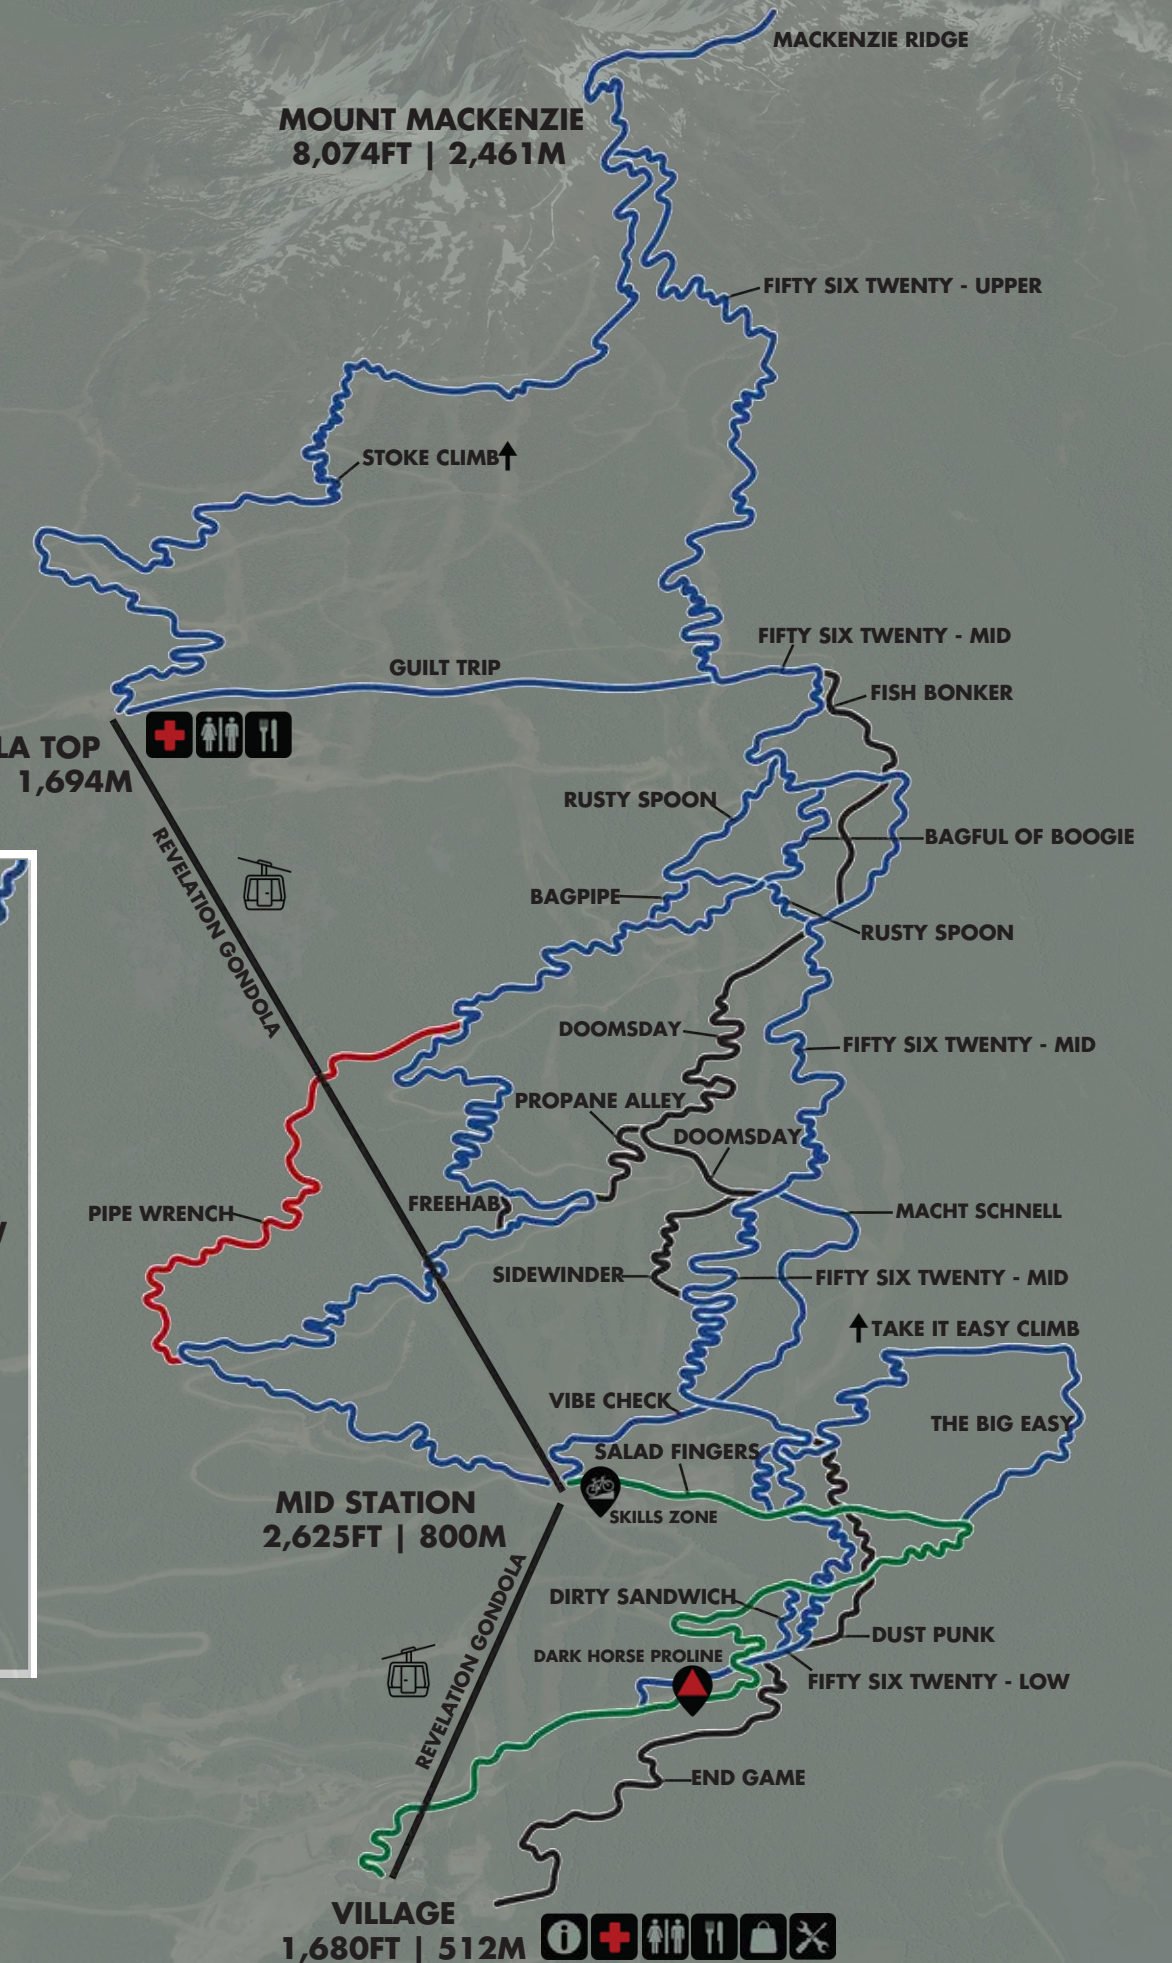 MACKENZIE RIDGE
MOUNT MACKENZIE
8,074FT | 2,461M
FIFTY SIX TWENTY - UPPER
STOKE CLIMB
FIFTY SIX TWENTY - MID
GUILT TRIP
FISH BONKER
LA TOP
1,694M
RUSTY SPOON
REVELATION GONDOLA
BAGFUL OF BOOGIE
BAGPIPE
RUSTY SPOON
DOOMSDAY
FIFTY SIX TWENTY - MID
PROPANE ALLEY
DOOMSDAY
FREEHAB
PIPE WRENCH
MACHT SCHNELL
SIDEWINDER
FIFTY SIX TWENTY - MID
TAKE IT EASY CLIMB
VIBE CHECK
THE BIG EASY
SALAD FINGERS
MID STATION
2,625FT | 800M
SKILLS ZONE
REVELATION GONDOLA
DIRTY SANDWICH
DUST PUNK
DARK HORSE PROLINE
FIFTY SIX TWENTY - LOW
END GAME
VILLAGE
1,680FT | 512M